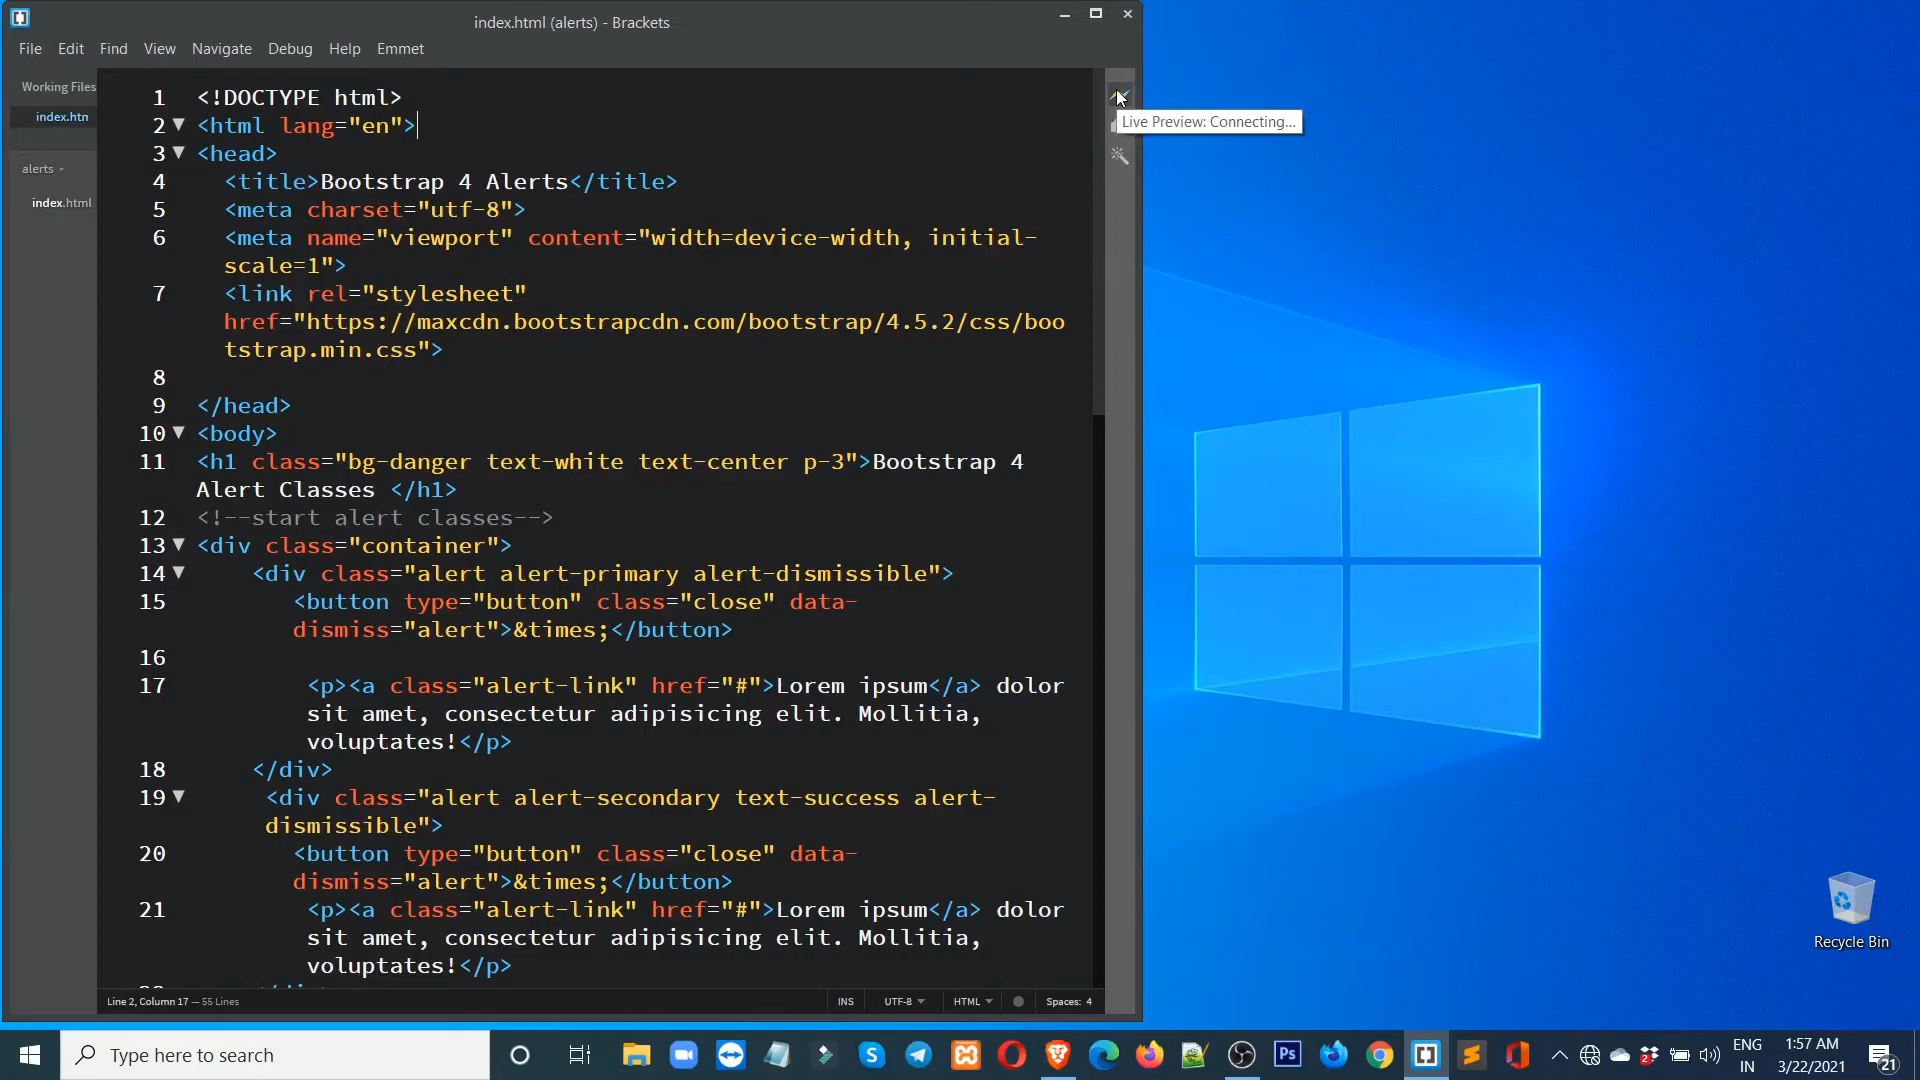 index.html (alerts) - Brackets
File Edit Find View Navigate Debug Help Emmet
Working Files
index.htn
alerts
index.html
1 <!DOCTYPE html>
2 <html lang="en">
3 <head>
4 <title>Bootstrap 4 Alerts</title>
5 <meta charset="utf-8">
6 <meta name="viewport" content="width=device-width, initial-
scale=1">
7 <link rel="stylesheet"
href="https://maxcdn.bootstrapcdn.com/bootstrap/4.5.2/css/boo
tstrap.min.css">
8
9 </head>
10 <body>
11 <h1 class="bg-danger text-white text-center p-3">Bootstrap 4
Alert Classes </h1>
12 <!--start alert classes-->
13 <div class="container">
14 <div class="alert alert-primary alert-dismissible">
15 <button type="button" class="close" data-
dismiss="alert">&times;</button>
16
17 <p><a class="alert-link" href="#">Lorem ipsum</a> dolor
sit amet, consectetur adipisicing elit. Mollitia,
voluptates!</p>
18 </div>
19 <div class="alert alert-secondary text-success alert-
dismissible">
20 <button type="button" class="close" data-
dismiss="alert">&times;</button>
21 <p><a class="alert-link" href="#">Lorem ipsum</a> dolor
sit amet, consectetur adipisicing elit. Mollitia,
voluptates!</p>
Line 2, Column 17 — 55 Lines
INS UTF-8 HTML Spaces: 4
Live Preview: Connecting...
Recycle Bin
Type here to search
Ps
2
ENG
IN
1:57 AM
3/22/2021
21